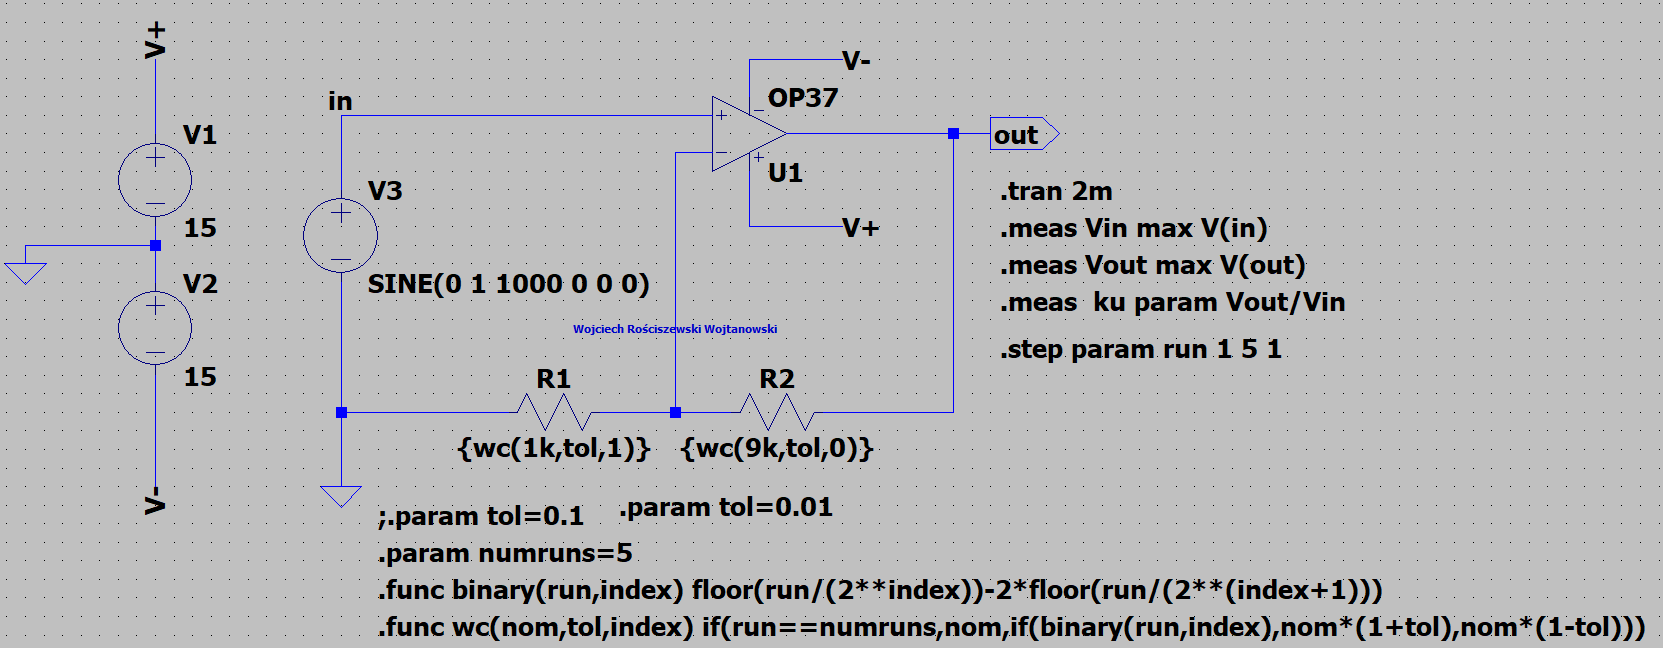 V+
V1
15
V2
15
V-
in
V3
SINE(0 1 1000 0 0 0)
V-
OP37
U1
V+
out
.tran 2m
.meas Vin max V(in)
.meas Vout max V(out)
.meas  ku param Vout/Vin
.step param run 1 5 1
Wojciech Rościszewski Wojtanowski
R1
{wc(1k,tol,1)}
R2
{wc(9k,tol,0)}
;.param tol=0.1
.param tol=0.01
.param numruns=5
.func binary(run,index) floor(run/(2**index))-2*floor(run/(2**(index+1)))
.func wc(nom,tol,index) if(run==numruns,nom,if(binary(run,index),nom*(1+tol),nom*(1-tol)))